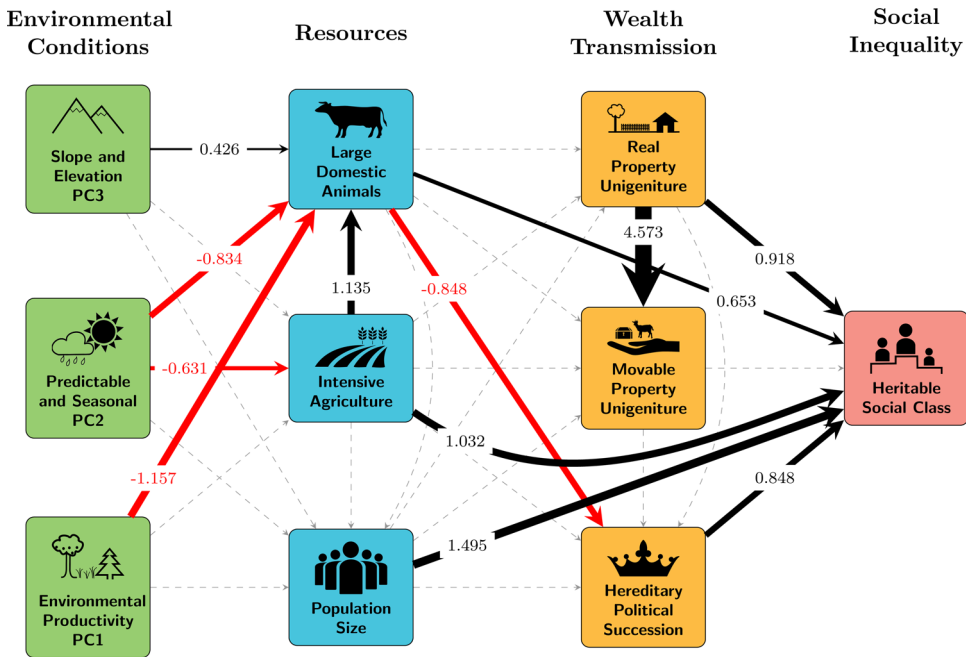 Environmental
Conditions
Resources
Wealth
Transmission
Social
Inequality
Slope and
Elevation
PC3
0.426
Large
Domestic
Animals
Real
Property
Unigeniture
4.573
0.918
-0.834
1.135
-0.848
0.653
Predictable
and Seasonal
PC2
-0.631
Intensive
Agriculture
Movable
Property
Unigeniture
Heritable
Social Class
1.032
-1.157
0.848
1.495
Environmental
Productivity
PC1
Population
Size
Hereditary
Political
Succession